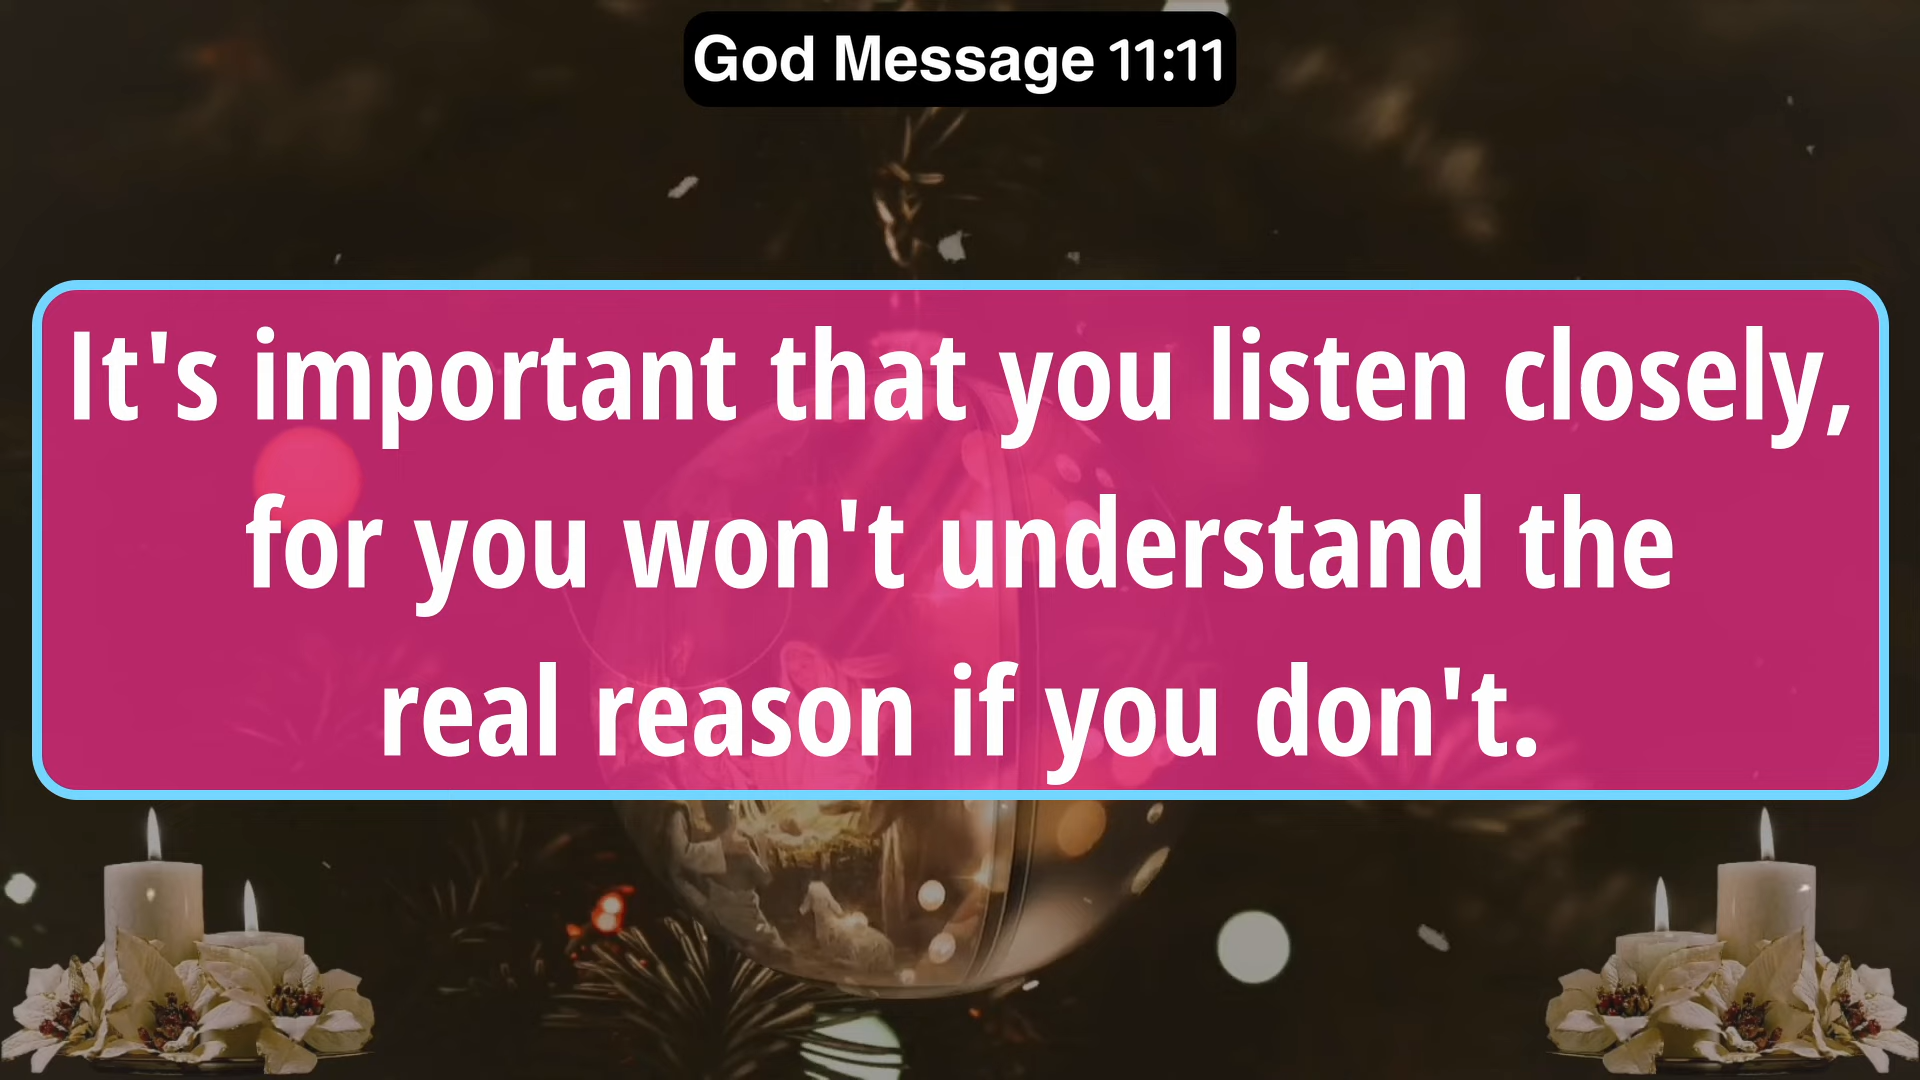 God Message 11:11
It's important that you listen closely,
for you won't understand the
real reason if you don't.